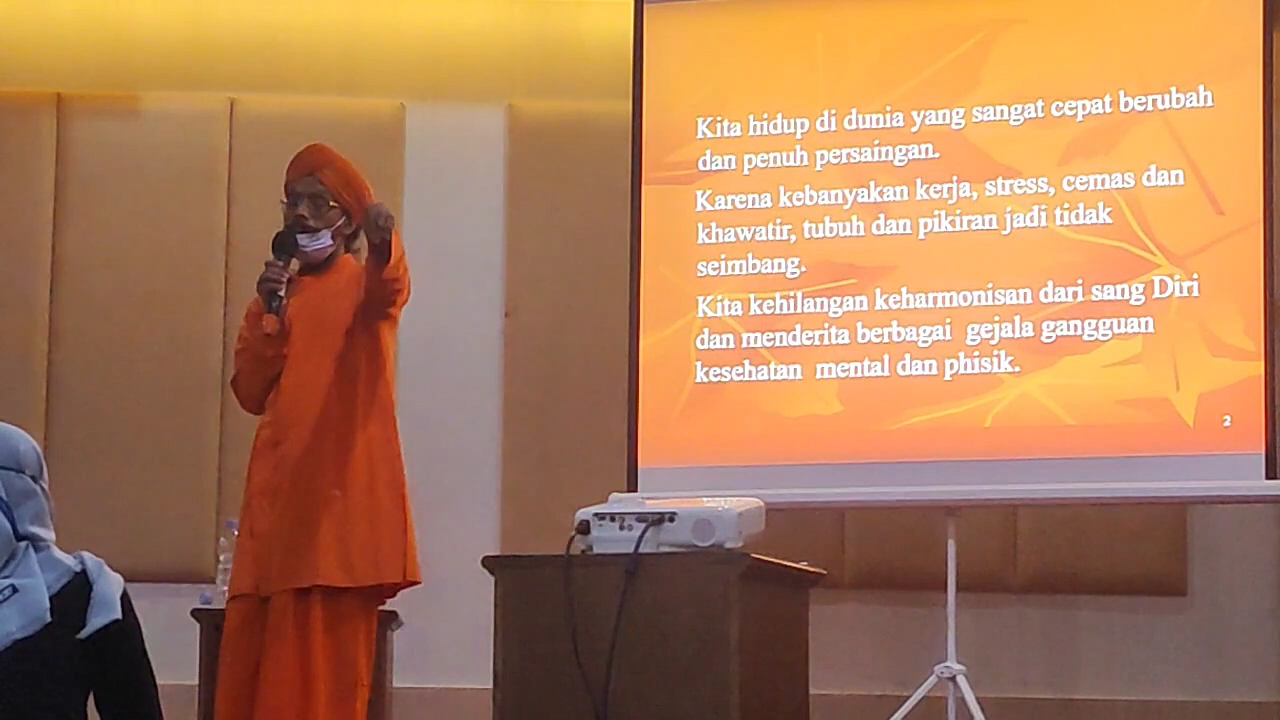 Kita hidup di dunia yang sangat cepat berubah
dan penuh persaingan.
Karena kebanyakan kerja, stress, cemas dan
khawatir, tubuh dan pikiran jadi tidak
seimbang.
Kita kehilangan keharmonisan dari sang Diri
dan menderita berbagai gejala gangguan
kesehatan mental dan phisik.
2